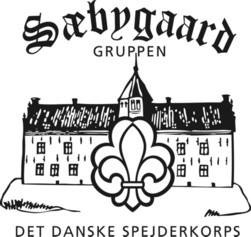 Sæbygaard
GRUPPEN
DET DANSKE SPEJDERKORPS